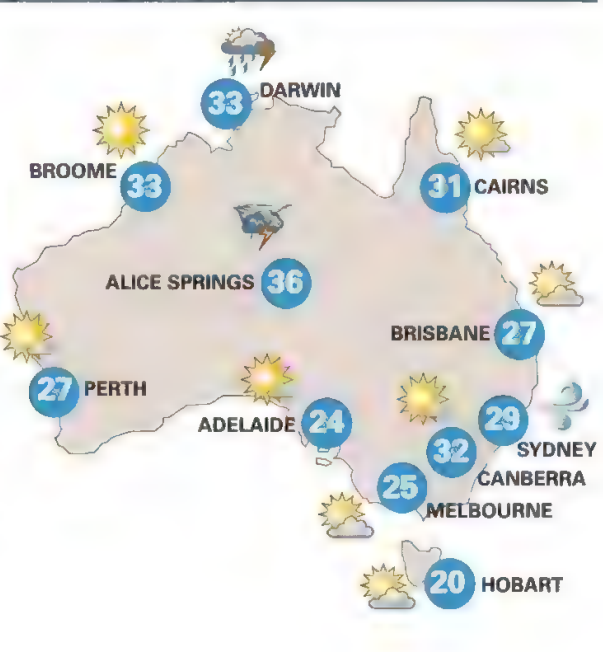 33 DARWIN
BROOME 33
31 CAIRNS
ALICE SPRINGS 36
BRISBANE 27
27 PERTH
ADELAIDE 24
29 SYDNEY
32 CANBERRA
25 MELBOURNE
20 HOBART